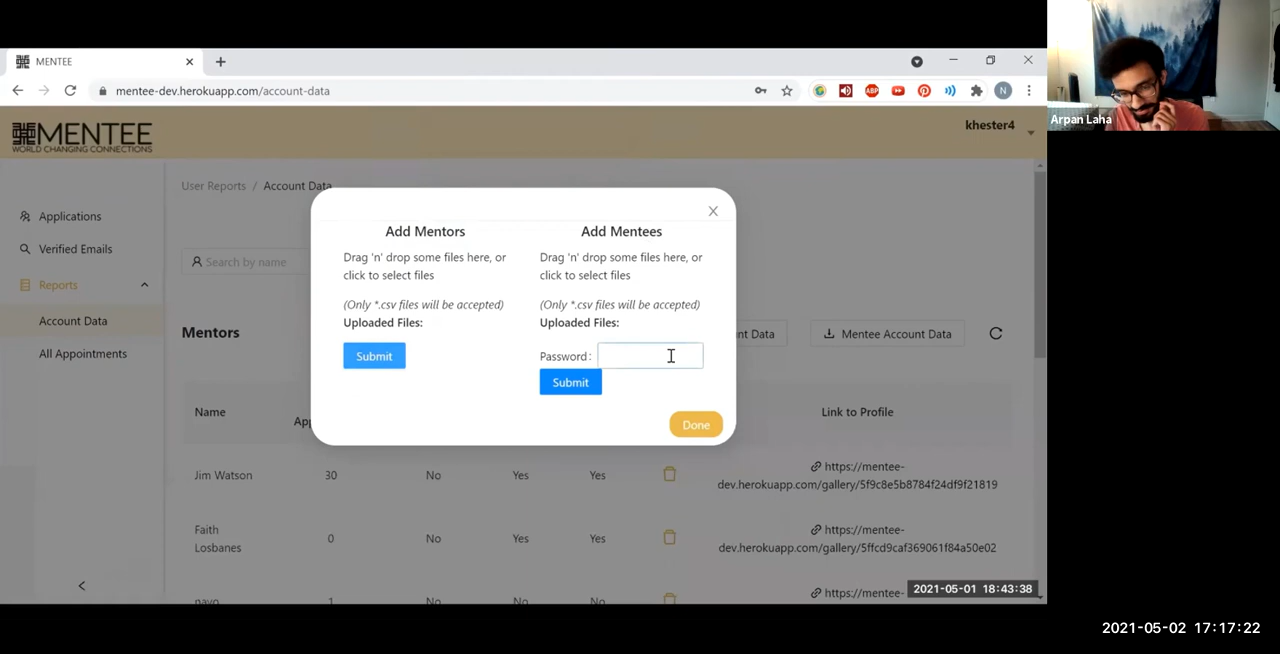 MENTEE
mentee-dev.herokuapp.com/account-data
ABP
N
MENTEE
WORLD CHANGING CONNECTIONS
khester4
Arpan Laha
Applications
Verified Emails
Reports
Account Data
All Appointments
User Reports / Account Data
Search by name
Mentors
Add Mentors
Drag 'n' drop some files here, or
click to select files
(Only *.csv files will be accepted)
Uploaded Files:
Submit
Add Mentees
Drag 'n' drop some files here, or
click to select files
(Only *.csv files will be accepted)
Uploaded Files:
Password:
Submit
Done
Data
Mentee Account Data
Name
Link to Profile
Jim Watson 30 No Yes Yes https://mentee-
dev.herokuapp.com/gallery/5f9c8e5b8784f24df9f21819
Faith
Losbanes 0 No Yes Yes https://mentee-
dev.herokuapp.com/gallery/5ffcd9caf369061f84a50e02
navo 1 No No No https://mentee-
2021-05-01 18:43:38
2021-05-02 17:17:22